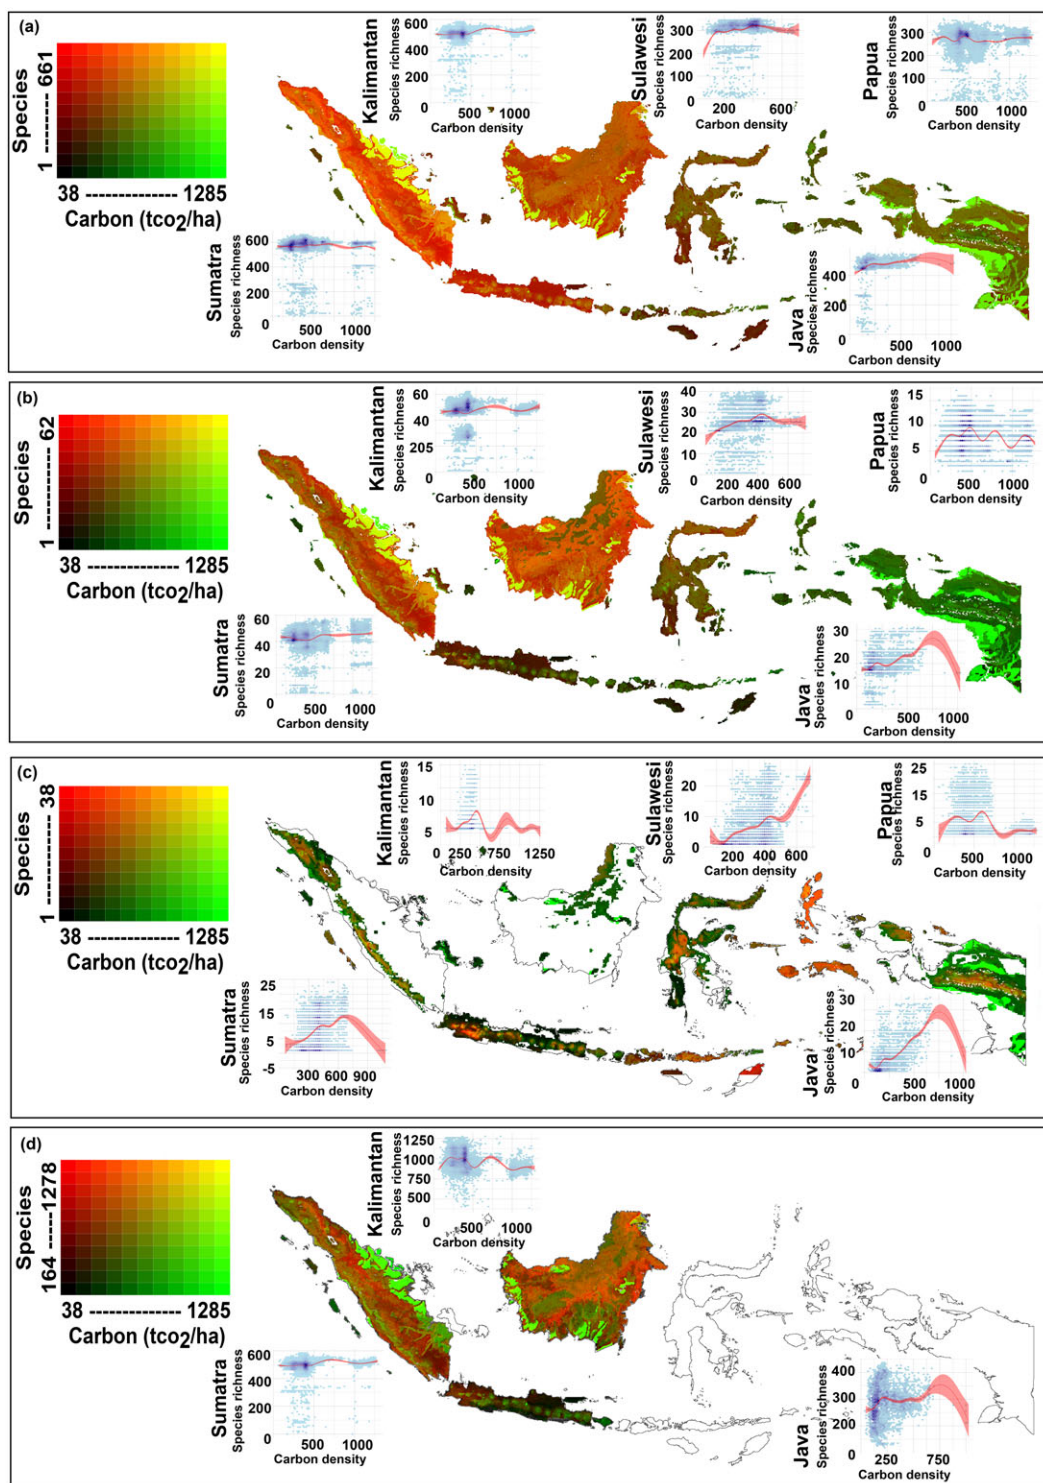 (a)
Species
1 ------- 661
38 ---------------- 1285
Carbon (tco2/ha)
Kalimantan
Species richness
600
400
200
0
500 1000
Carbon density
Sulawesi
Species richness
300
200
100
0
200 600
Carbon density
Papua
Species richness
300
200
150
100
0
500 1000
Carbon density
Sumatra
Species richness
600
400
200
0
500 1000
Carbon density
Java
Species richness
400
200
0
500 1000
Carbon density
(b)
Species
1 -------- 62
38 --------------- 1285
Carbon (tco2/ha)
Kalimantan
Species richness
60
40
205
0
500 1000
Carbon density
Sulawesi
Species richness
40
30
20
10
0
200 400 600
Carbon density
Papua
Species richness
15
10
5
0
500 1000
Carbon density
Sumatra
Species richness
60
40
20
0
500 1000
Carbon density
Java
Species richness
30
20
10
0
500 1000
Carbon density
(c)
Species
1 -------- 38
38 --------------- 1285
Carbon (tco2/ha)
Kalimantan
Species richness
15
10
5
0
250 750 1250
Carbon density
Sulawesi
Species richness
20
10
0
200 400 600
Carbon density
Papua
Species richness
25
15
5
0
500 1000
Carbon density
Sumatra
Species richness
25
15
5
-5
300 600 900
Carbon density
Java
Species richness
30
20
10
0
500 1000
Carbon density
(d)
Species
164 ------1278
38 ---------------- 1285
Carbon (tco2/ha)
Kalimantan
Species richness
1250
1000
750
500
0
500 1000
Carbon density
Sumatra
Species richness
600
400
200
0
500 1000
Carbon density
Java
Species richness
400
300
200
100
0
250 750
Carbon density